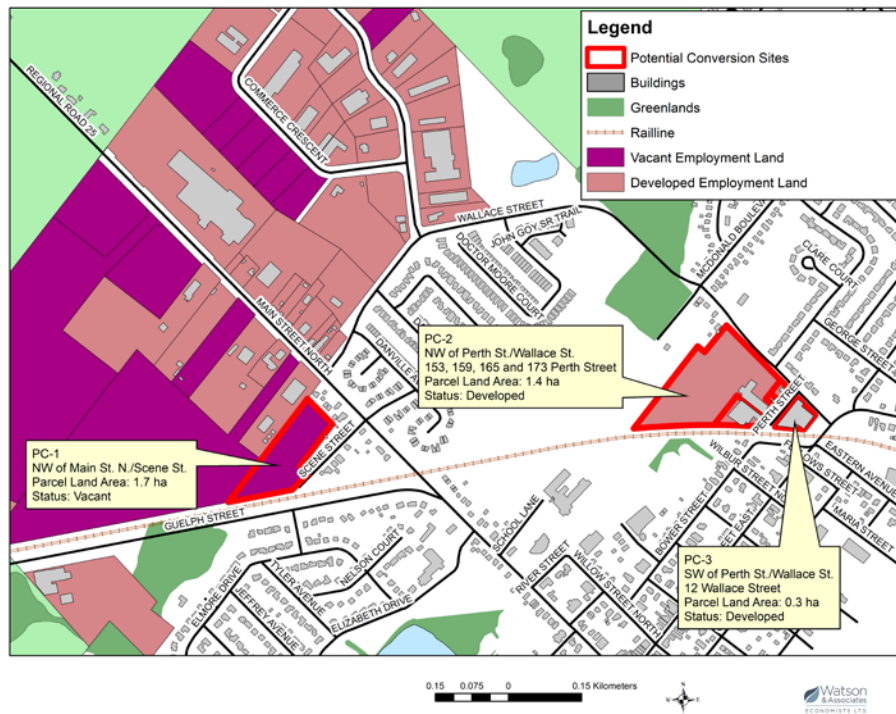 Legend
Potential Conversion Sites
Buildings
Greenlands
Railline
Vacant Employment Land
Developed Employment Land
REGIONAL ROAD 25
COMMERCE CRESCENT
WALLACE STREET
JOHN GOY SR TRAIL
DOCTOR MOORE COURT
MCDONALD BOULEVA
CLARE COURT
GEORGE STREET
MAIN STREET NORTH
DANVILLE A
PC-2
NW of Perth St./Wallace St.
153, 159, 165 and 173 Perth Street
Parcel Land Area: 1.4 ha
Status: Developed
PERTH STREET
PC-1
NW of Main St. N./Scene St.
Parcel Land Area: 1.7 ha
Status: Vacant
SCENE STREET
GUELPH STREET
EASTERN AVENUE
WILBUR STREET NO
LOWS STREET
MARIA STREET
SCHOOL LANE
BOWER STREET
EET EAST
NELSON COURT
TYLER AVENUE
ELMORE DRIVE
JEFFREY AVENUE
ELIZABETH DRIVE
RIVER STREET
WILLOW STREET NORTH
PC-3
SW of Perth St./Wallace St.
12 Wallace Street
Parcel Land Area: 0.3 ha
Status: Developed
0.15 0.075 0 0.15 Kilometers
Watson
& Associates
ECONOMISTS LTD.